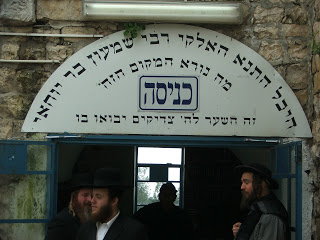 היכל התנא האלקי רבי שמעון בר יוחאי
מה נורא המקום הזה
כניסה
זה השער לה' צדיקים יבואו בו